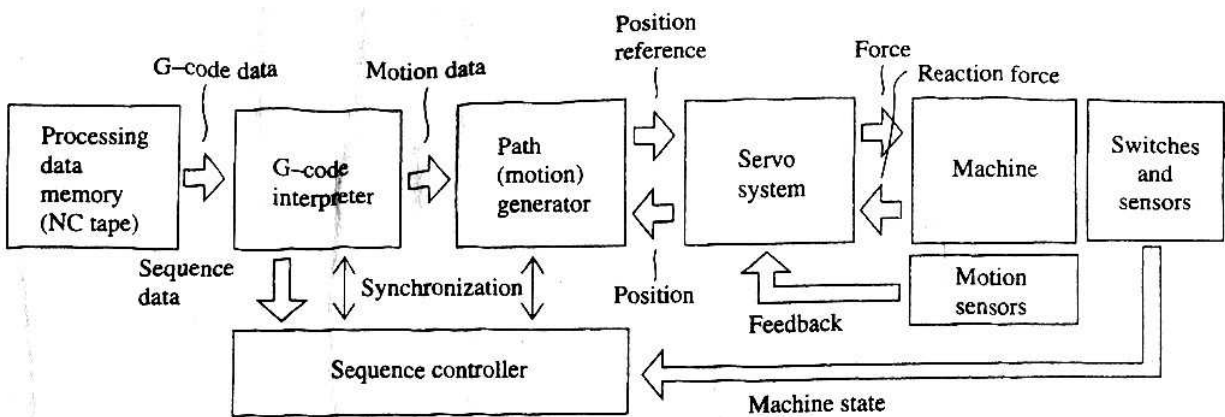 G–code data
Motion data
Position
reference
Force
Reaction force
Processing
data
memory
(NC tape)
G–code
interpreter
Path
(motion)
generator
Servo
system
Machine
Switches
and
sensors
Sequence
data
Synchronization
Position
Motion
sensors
Feedback
Sequence controller
Machine state